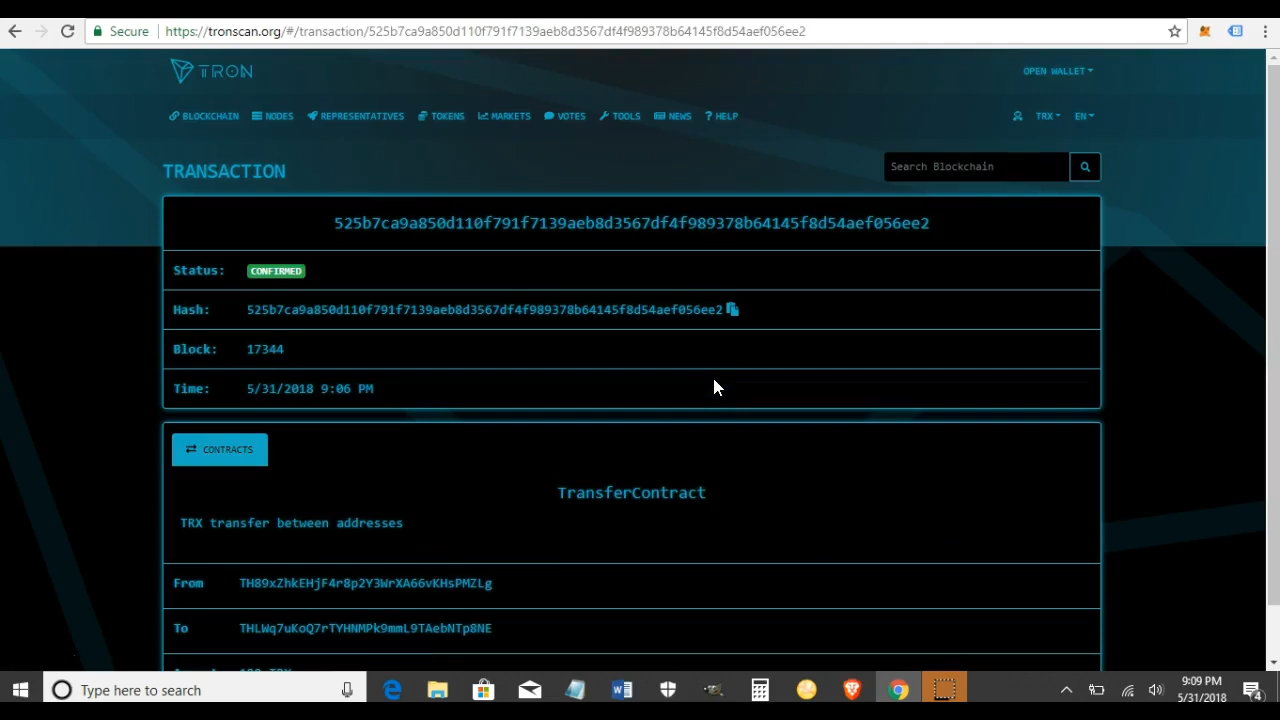 Secure https://tronscan.org/#/transaction/525b7ca9a850d110f791f7139aeb8d3567df4f989378b64145f8d54aef056ee2
TRON
OPEN WALLET
BLOCKCHAIN NODES REPRESENTATIVES TOKENS MARKETS VOTES TOOLS NEWS ? HELP TRX EN
TRANSACTION
Search Blockchain
525b7ca9a850d110f791f7139aeb8d3567df4f989378b64145f8d54aef056ee2
Status: CONFIRMED
Hash: 525b7ca9a850d110f791f7139aeb8d3567df4f989378b64145f8d54aef056ee2
Block: 17344
Time: 5/31/2018 9:06 PM
CONTRACTS
TransferContract
TRX transfer between addresses
From TH89xZhkEHjF4r8p2Y3WrXA66vKHsPMZLg
To THLWq7uKoQ7rTYHNMPk9mmL9TAebNTp8NE
Type here to search
9:09 PM
5/31/2018
4